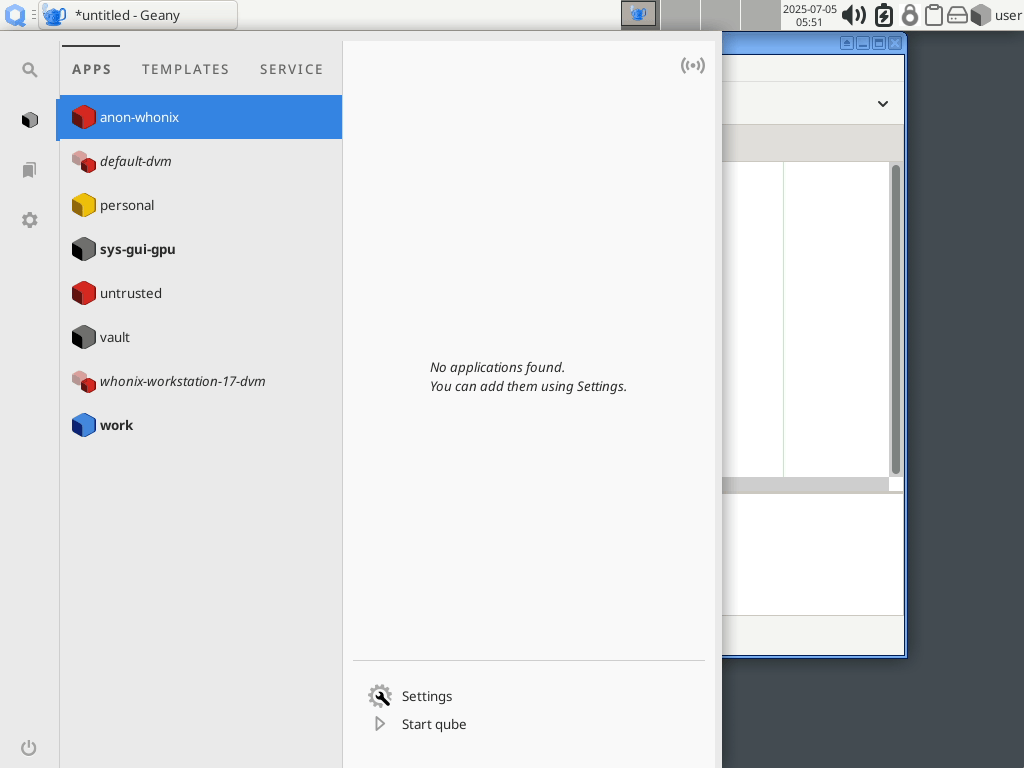 *untitled - Geany
2025-07-05
05:51
user
APPS
TEMPLATES
SERVICE
anon-whonix
default-dvm
personal
sys-gui-gpu
untrusted
vault
whonix-workstation-17-dvm
work
No applications found.
You can add them using Settings.
Settings
Start qube